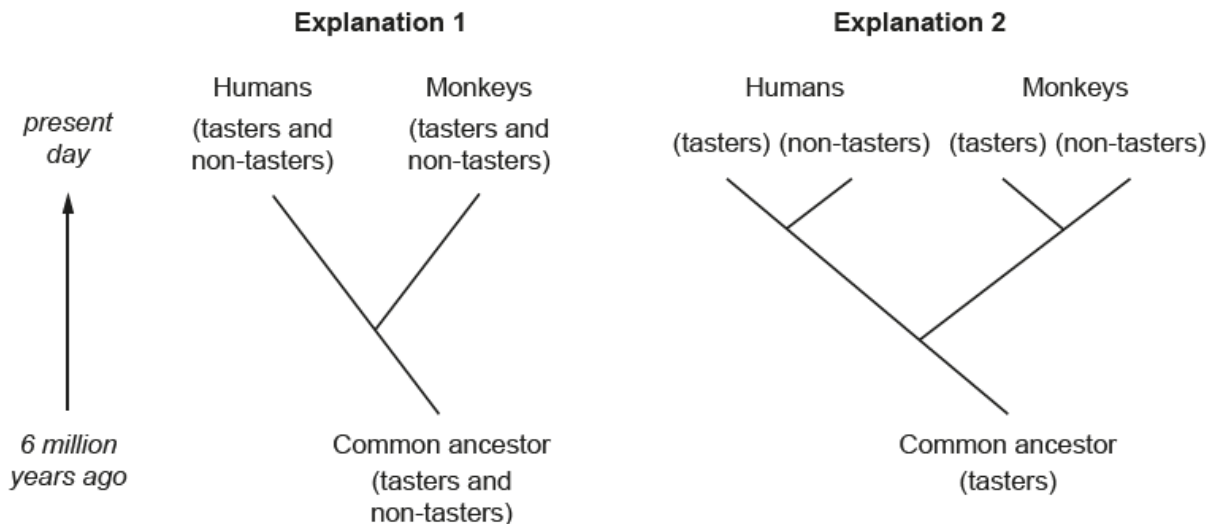 Explanation 1
Humans
(tasters and
non-tasters)
Monkeys
(tasters and
non-tasters)
present
day
6 million
years ago
Common ancestor
(tasters and
non-tasters)
Explanation 2
Humans
(tasters) (non-tasters)
Monkeys
(tasters) (non-tasters)
Common ancestor
(tasters)